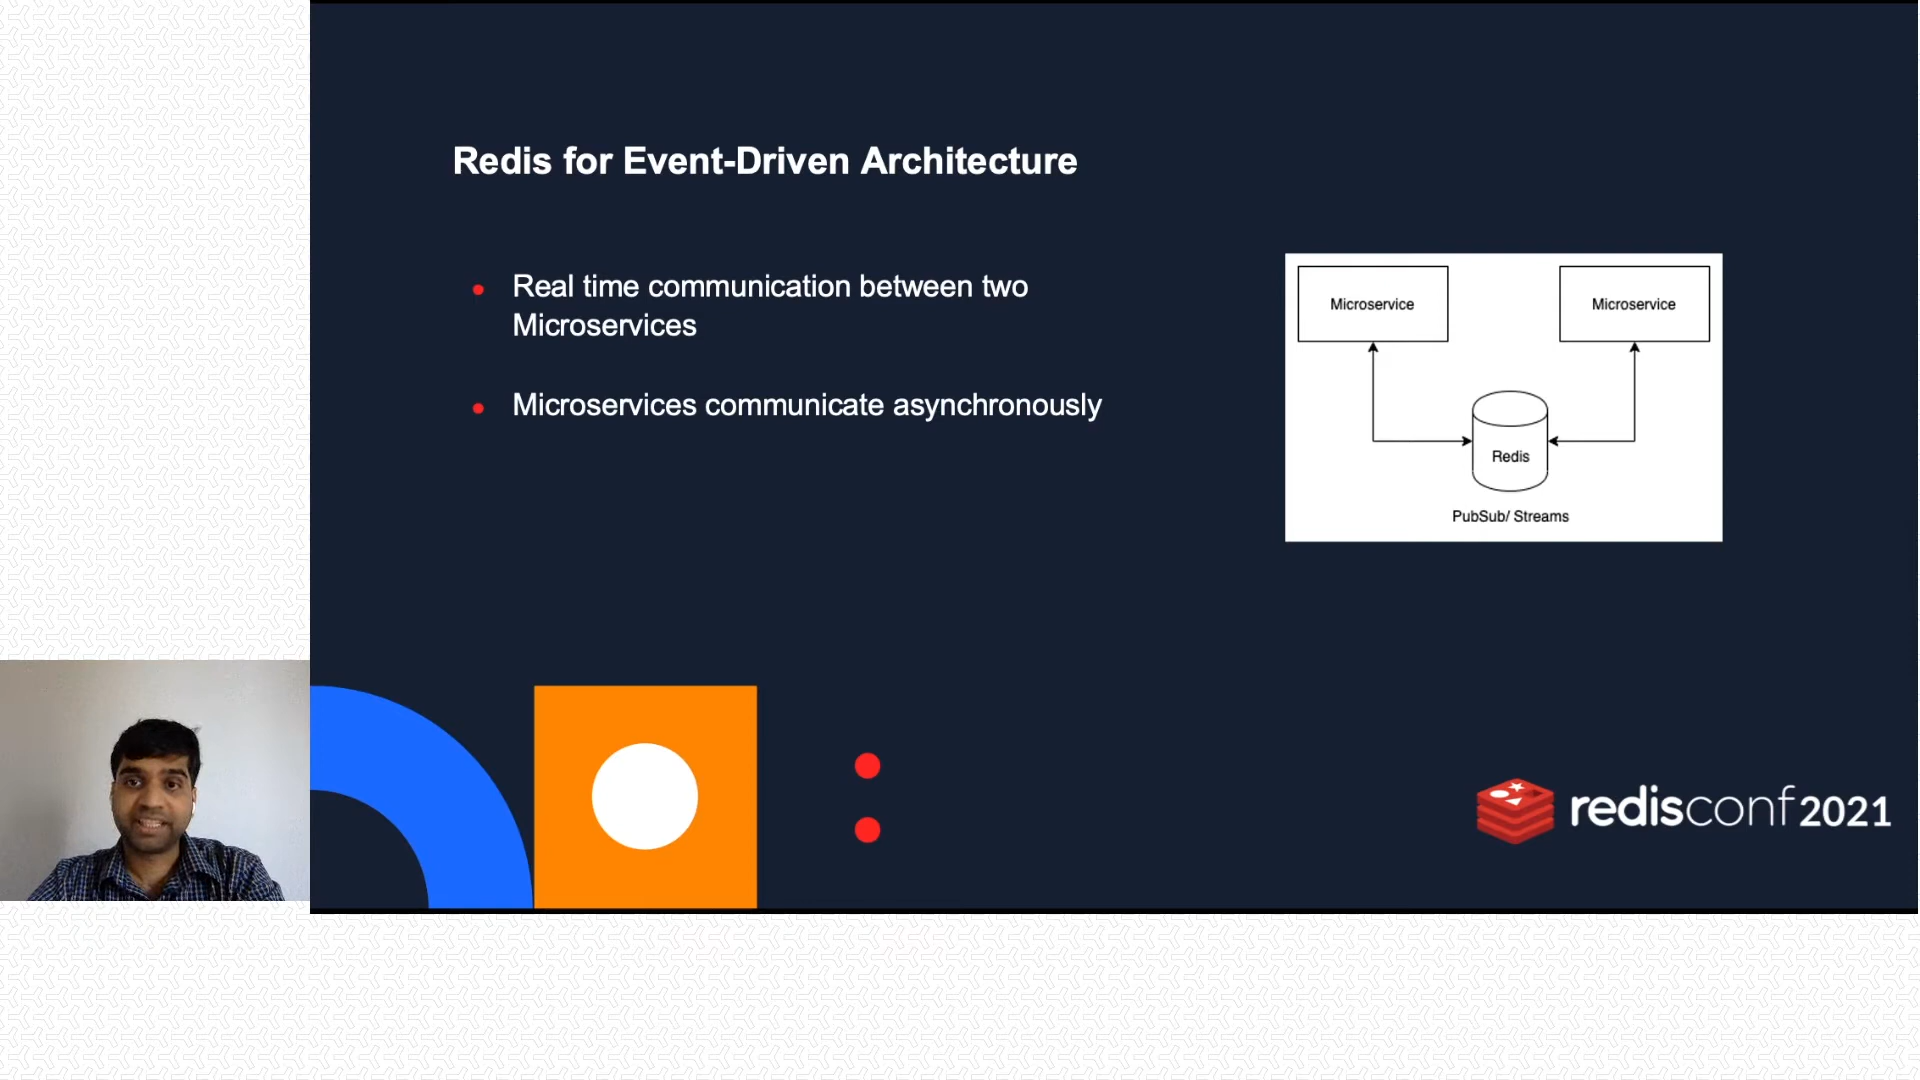 Redis for Event-Driven Architecture
Real time communication between two
Microservices
Microservices communicate asynchronously
Microservice
Microservice
Redis
PubSub/ Streams
redisconf2021